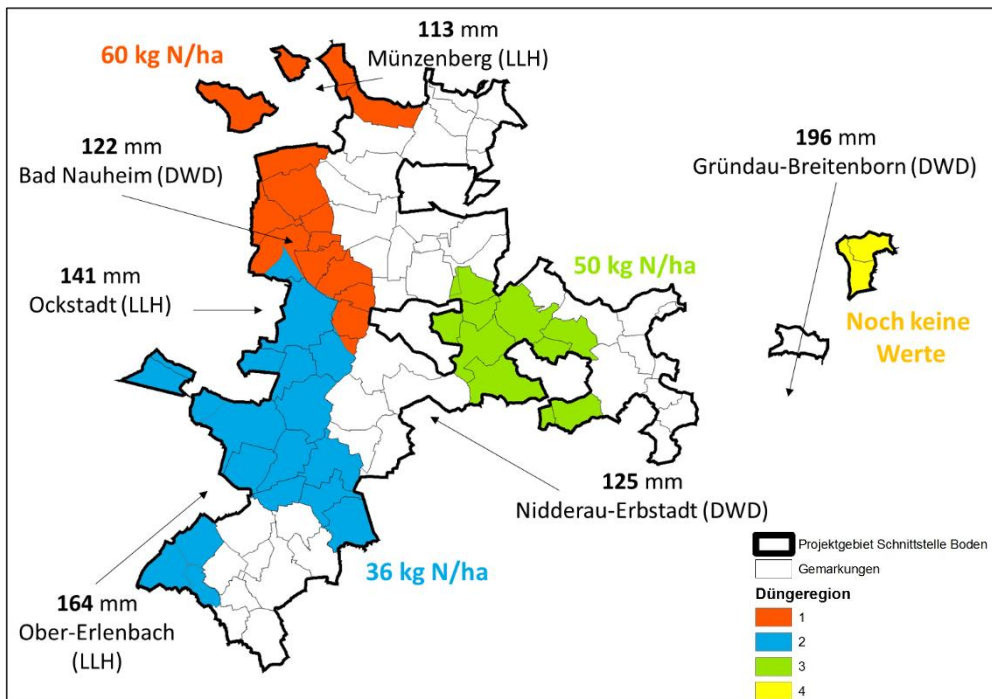 60 kg N/ha
113 mm
Münzenberg (LLH)
122 mm
Bad Nauheim (DWD)
196 mm
Gründau-Breitenborn (DWD)
141 mm
Ockstadt (LLH)
50 kg N/ha
Noch keine
Werte
125 mm
Nidderau-Erbstadt (DWD)
36 kg N/ha
164 mm
Ober-Erlenbach
(LLH)
Projektgebiet Schnittstelle Boden
Gemarkungen
Düngeregion
1
2
3
4